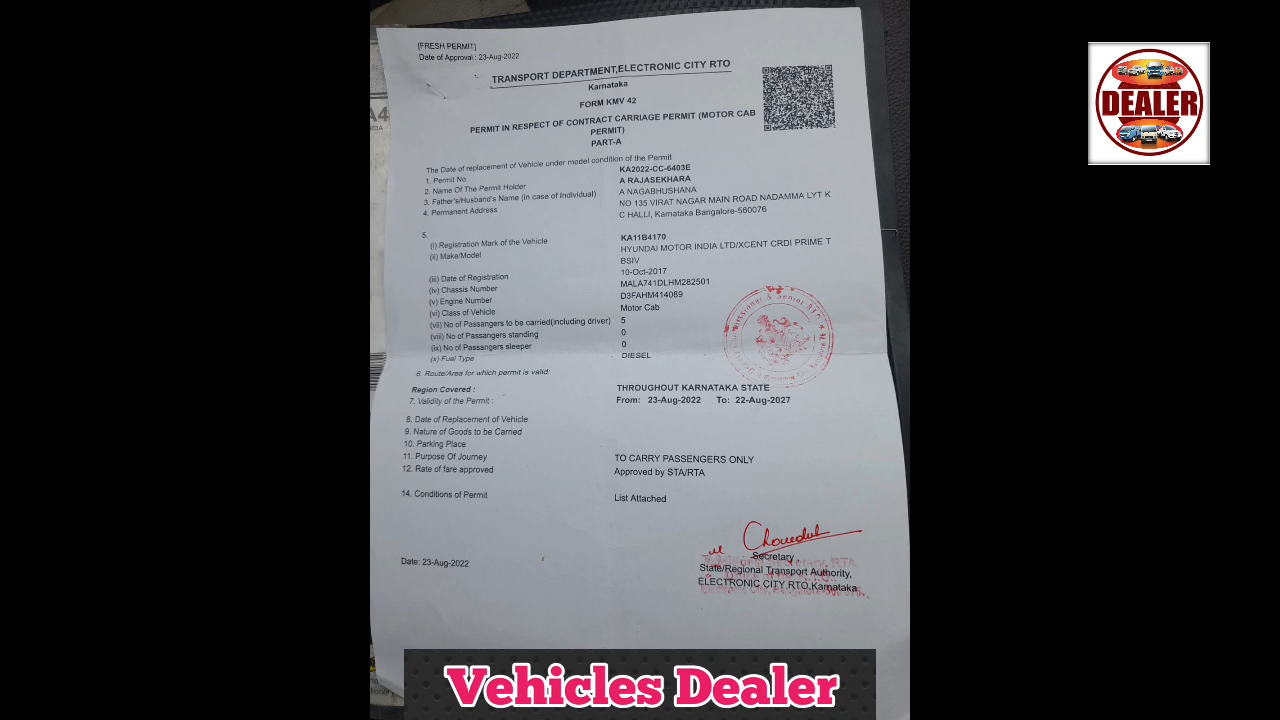 [FRESH PERMIT]
Date of Approval : 23-Aug-2022
TRANSPORT DEPARTMENT,ELECTRONIC CITY RTO
Karnataka
FORM KMV 42
PERMIT IN RESPECT OF CONTRACT CARRIAGE PERMIT (MOTOR CAB
PERMIT)
PART-A
The Date of replacement of Vehicle under model condition of the Permit
1. Permit No KA2022-CC-6403E
2. Name Of The Permit Holder A RAJASEKHARA
3. Father's/Husband's Name (in case of Individual) A NAGABHUSHANA
4. Permanent Address NO 135 VIRAT NAGAR MAIN ROAD NADAMMA LYT K
C HALLI, Karnataka Bangalore-560076
5.
(i) Registration Mark of the Vehicle KA11B4170
(ii) Make/Model HYUNDAI MOTOR INDIA LTD/XCENT CRDI PRIME T
BSIV
(iii) Date of Registration 10-Oct-2017
(iv) Chassis Number MALA741DLHM282501
(v) Engine Number D3FAHM414089
(vi) Class of Vehicle Motor Cab
(vii) No of Passangers to be carried(including driver) 5
(viii) No of Passangers standing 0
(ix) No of Passangers sleeper 0
(x) Fuel Type DIESEL
6. Route/Area for which permit is valid:
Region Covered : THROUGHOUT KARNATAKA STATE
7. Validity of the Permit : From: 23-Aug-2022 To: 22-Aug-2027
8. Date of Replacement of Vehicle
9. Nature of Goods to be Carried
10. Parking Place
11. Purpose Of Journey TO CARRY PASSENGERS ONLY
12. Rate of fare approved Approved by STA/RTA
14. Conditions of Permit List Attached
Secretary
Date: 23-Aug-2022
State/Regional Transport Authority,
ELECTRONIC CITY RTO,Karnataka
DEALER
Vehicles Dealer